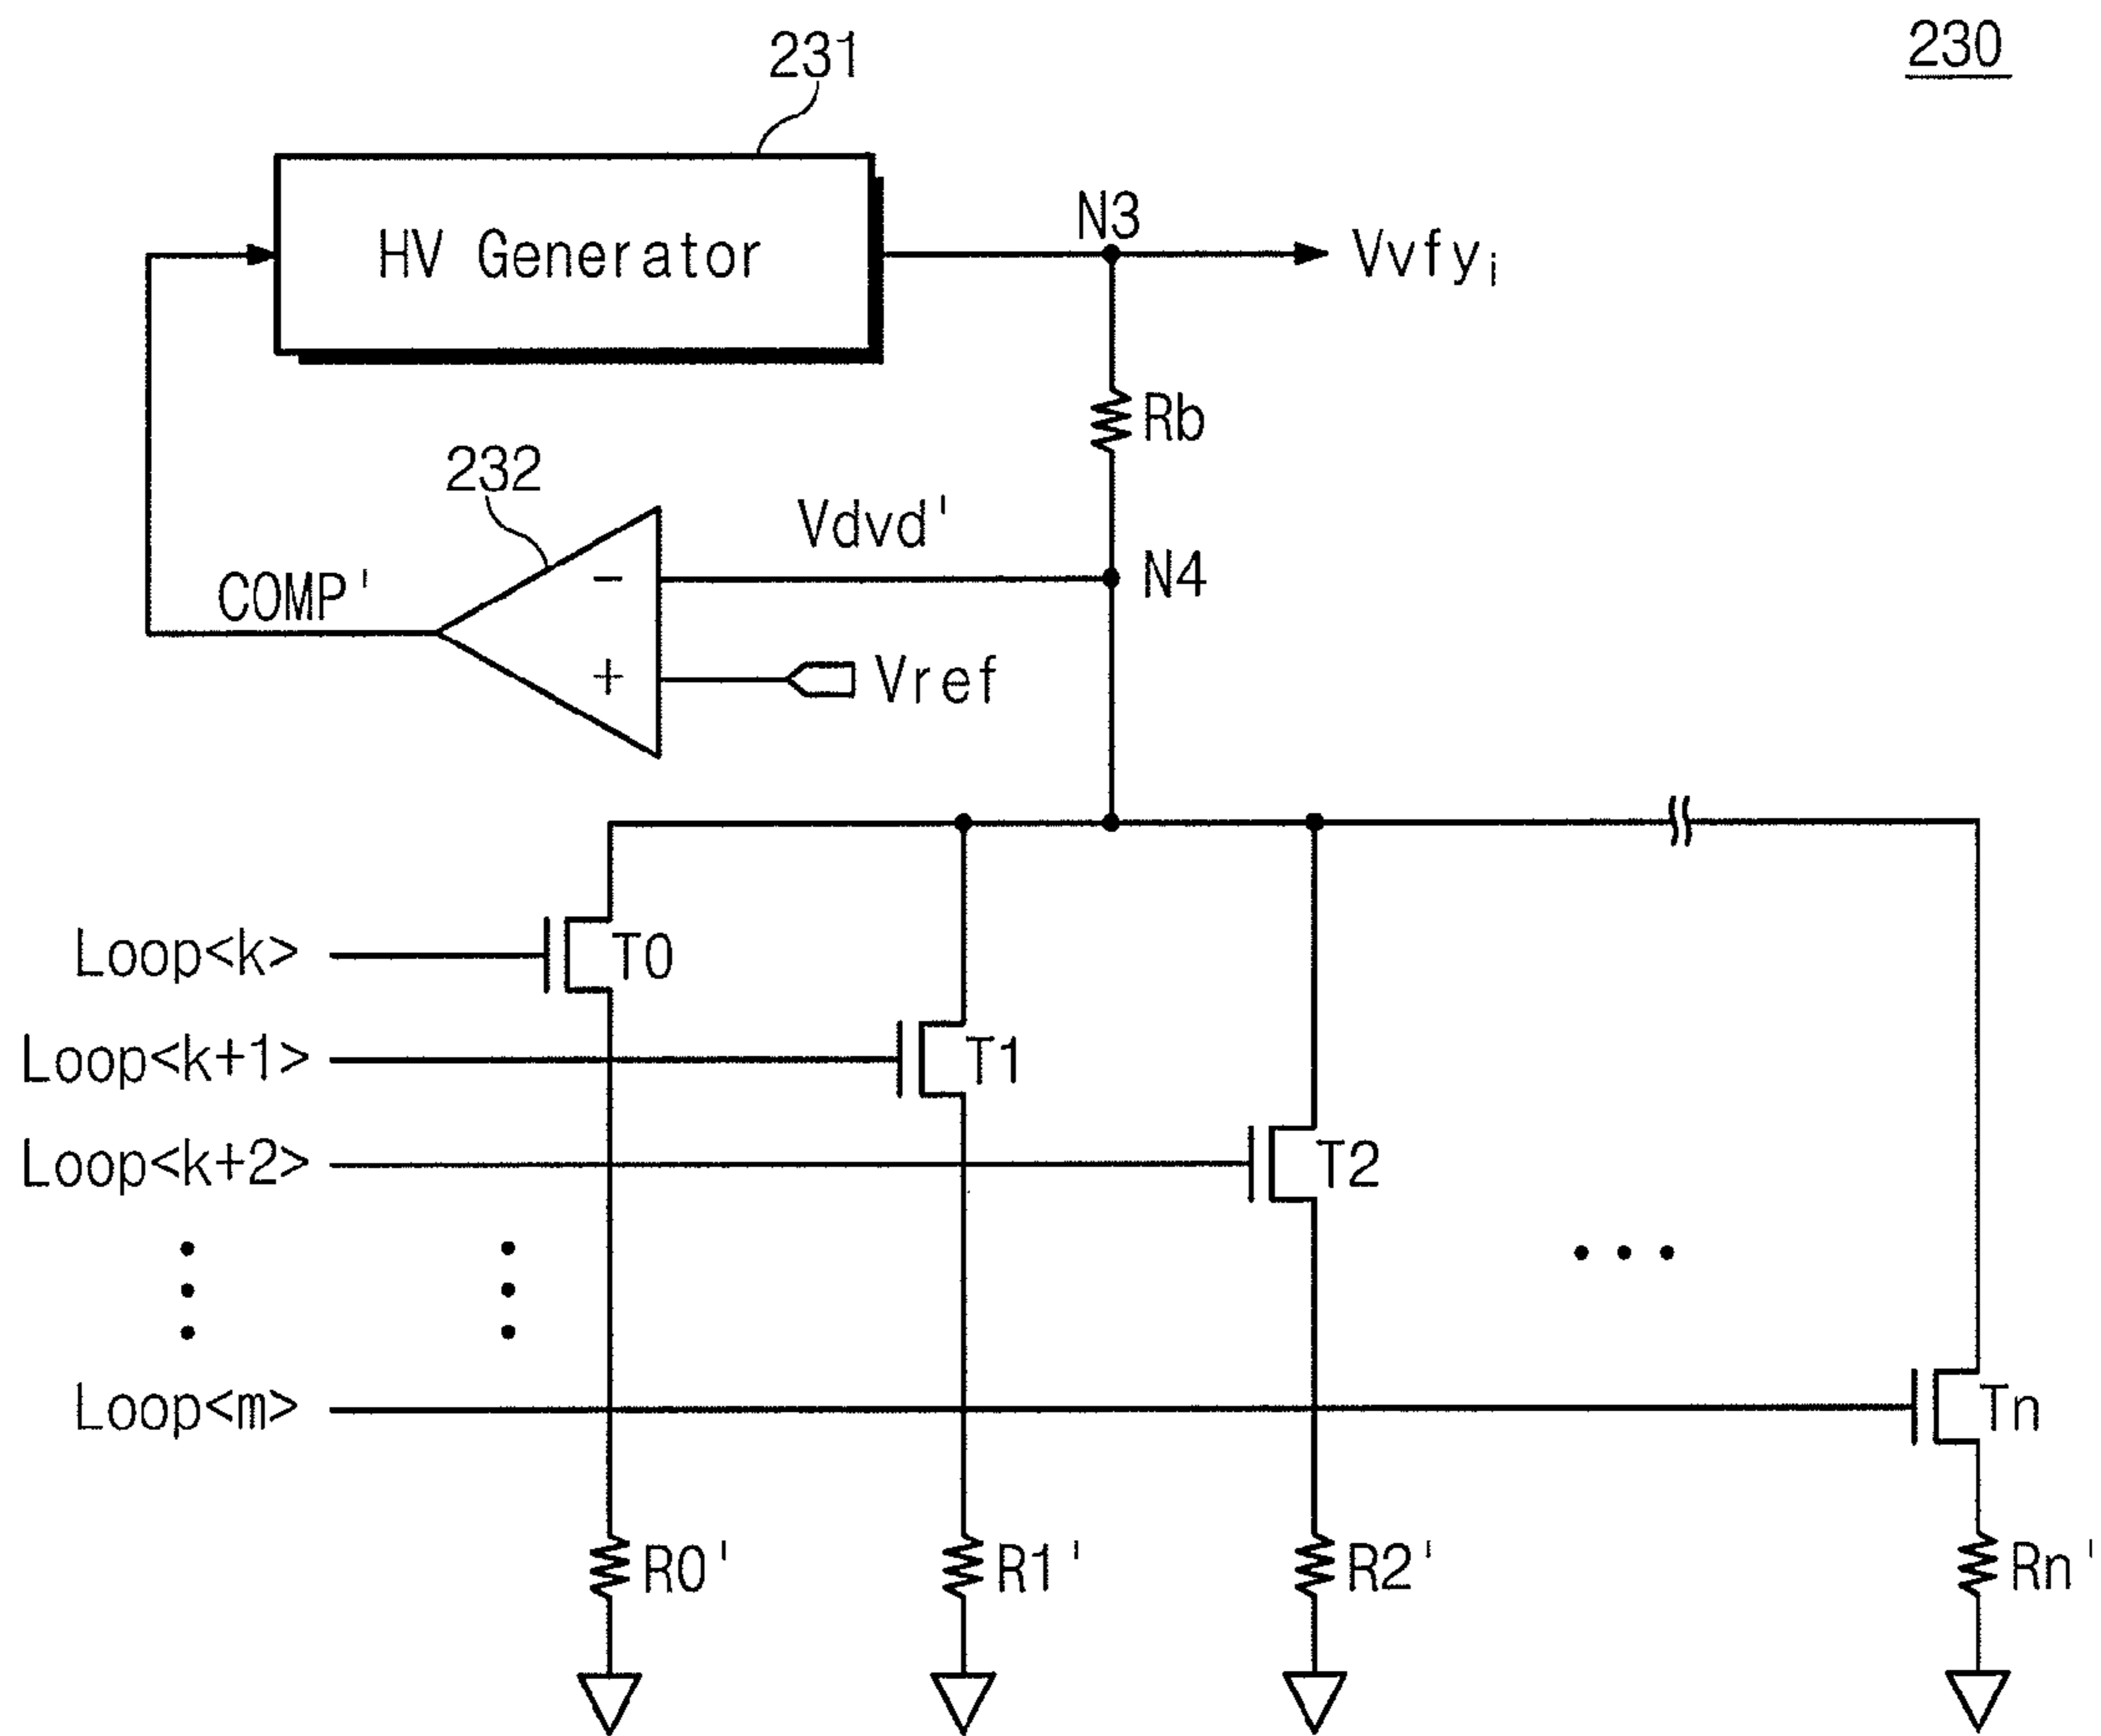 230
231
HV Generator
N3
Vvfyi
Rb
232
Vdvd'
N4
COMP'
-
+
Vref
Loop<k>
T0
Loop<k+1>
T1
Loop<k+2>
T2
Loop<m>
Tn
R0'
R1'
R2'
Rn'